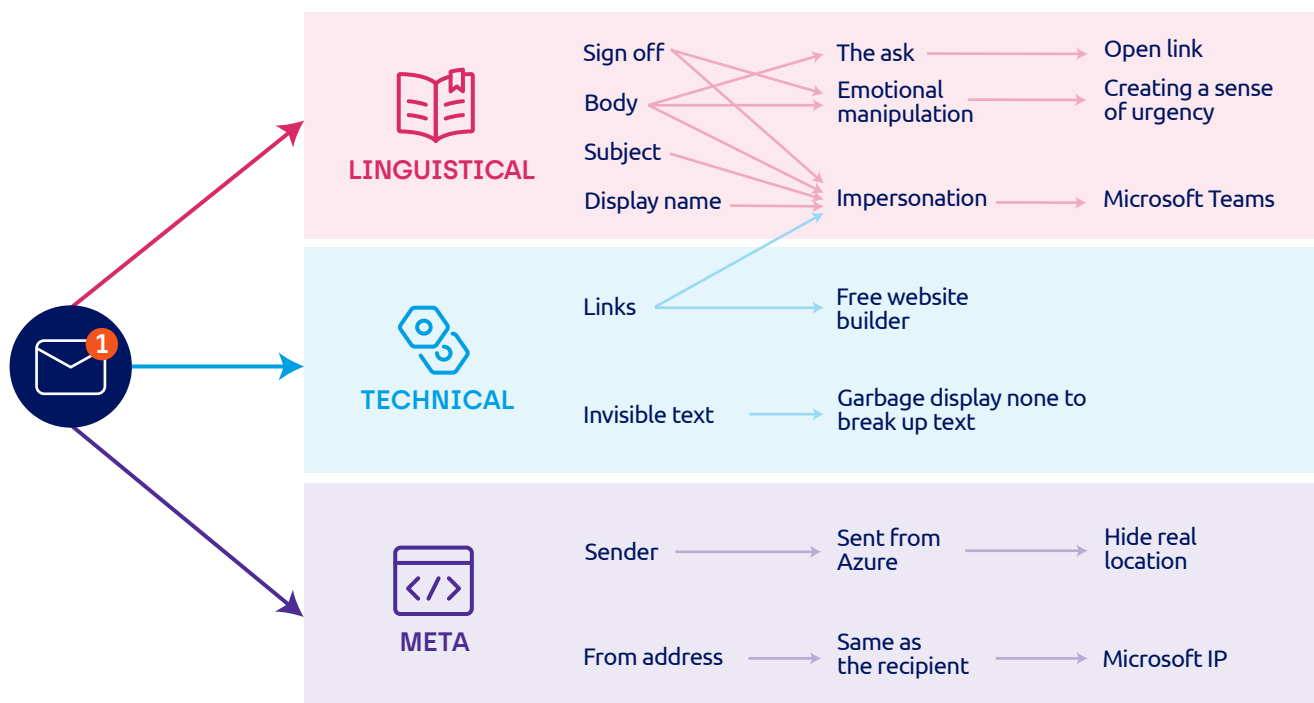 Sign off
The ask
Open link
Body
Emotional
manipulation
Creating a sense
of urgency
LINGUISTICAL
Subject
Display name
Impersonation
Microsoft Teams
1
TECHNICAL
Links
Free website
builder
Invisible text
Garbage display none to
break up text
</>
META
Sender
Sent from
Azure
Hide real
location
From address
Same as
the recipient
Microsoft IP